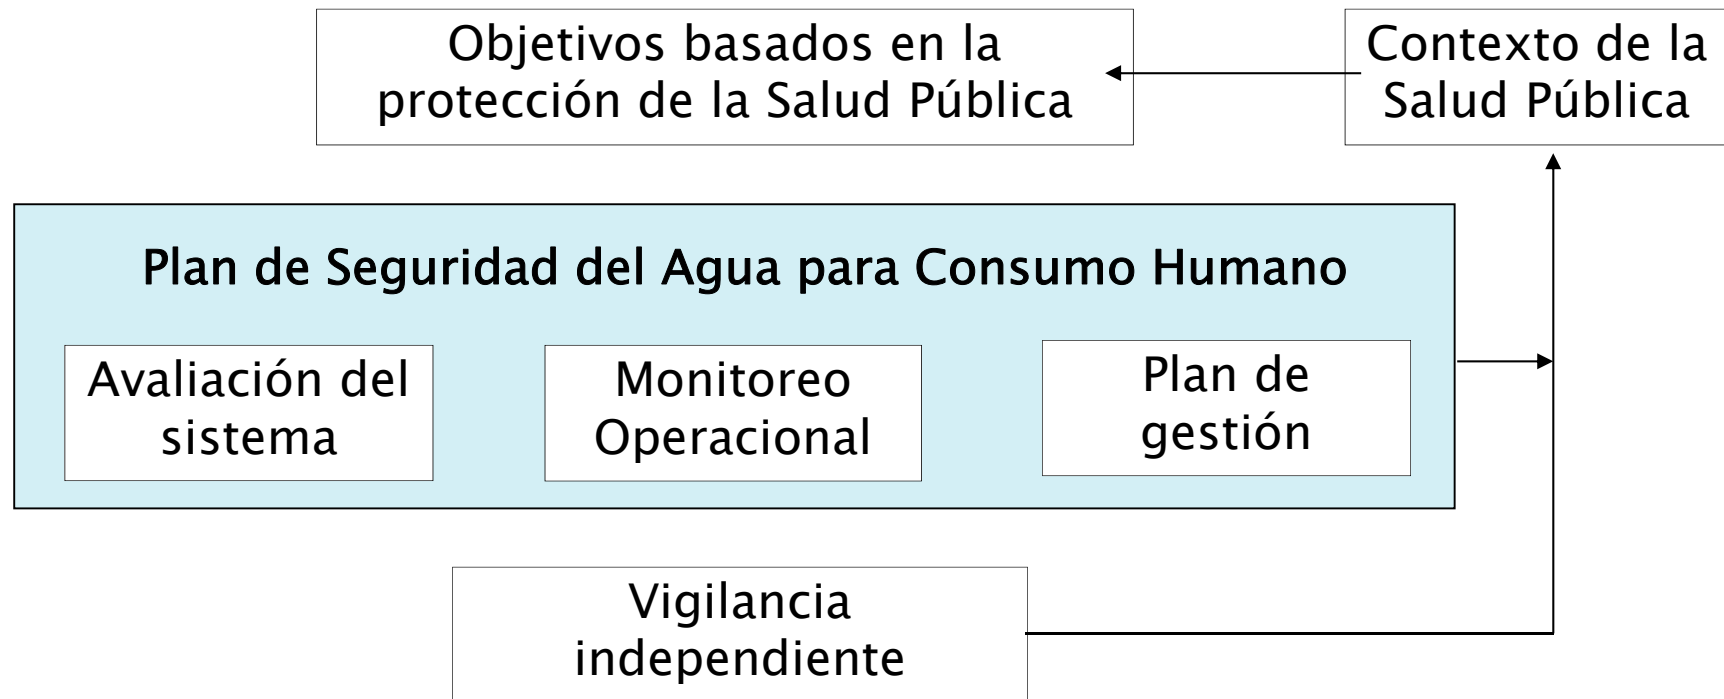 Objetivos basados en la
protección de la Salud Pública
Contexto de la
Salud Pública
Plan de Seguridad del Agua para Consumo Humano
Avaliación del
sistema
Monitoreo
Operacional
Plan de
gestión
Vigilancia
independiente